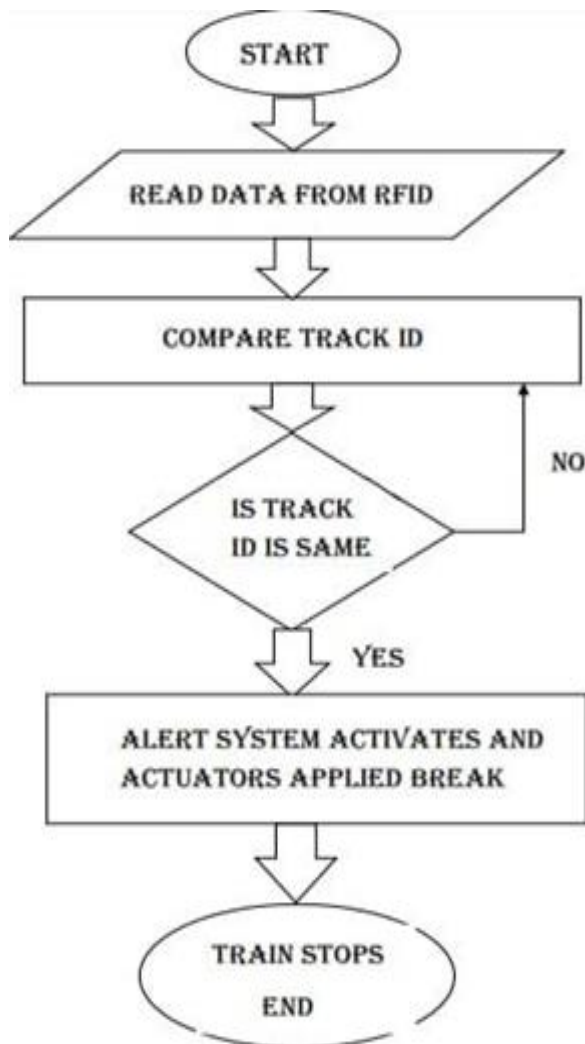 START
READ DATA FROM RFID
COMPARE TRACK ID
NO
IS TRACK
ID IS SAME
YES
ALERT SYSTEM ACTIVATES AND
ACTUATORS APPLIED BREAK
TRAIN STOPS
END